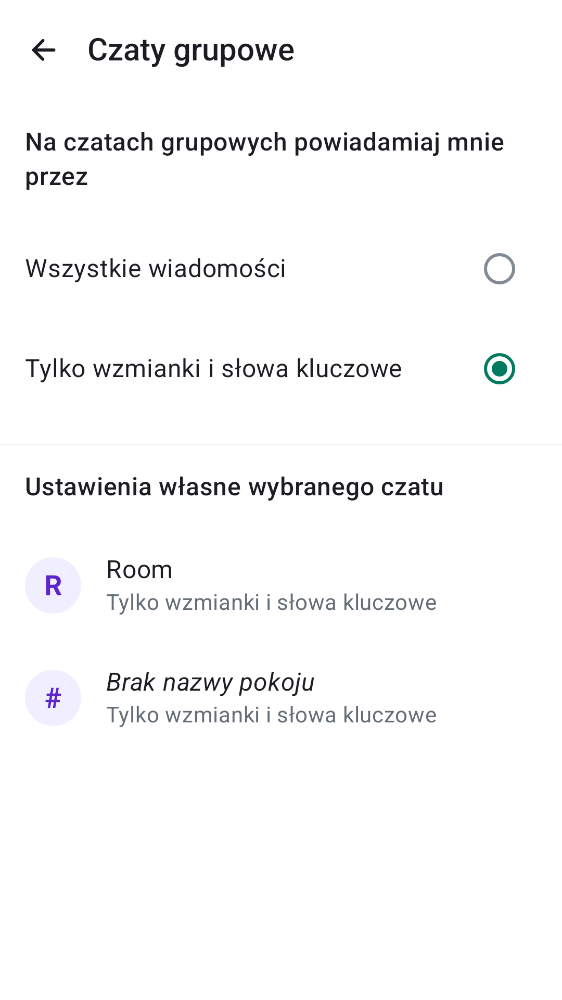 Czaty grupowe
Na czatach grupowych powiadamiaj mnie
przez
Wszystkie wiadomości
Tylko wzmianki i słowa kluczowe
Ustawienia własne wybranego czatu
R
Room
Tylko wzmianki i słowa kluczowe
#
Brak nazwy pokoju
Tylko wzmianki i słowa kluczowe